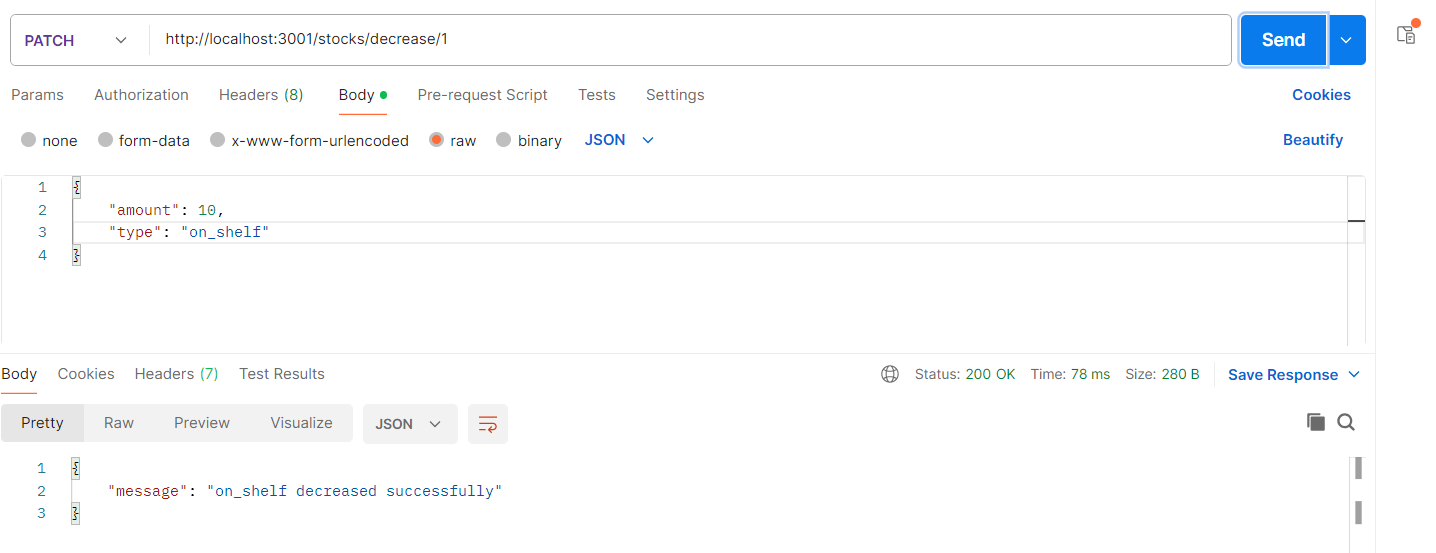 PATCH http://localhost:3001/stocks/decrease/1 Send
Params Authorization Headers (8) Body Pre-request Script Tests Settings Cookies
none form-data x-www-form-urlencoded raw binary JSON Beautify
1 {
2 "amount": 10,
3 "type": "on_shelf"
4 }
Body Cookies Headers (7) Test Results Status: 200 OK Time: 78 ms Size: 280 B Save Response
Pretty Raw Preview Visualize JSON
1 {
2 "message": "on_shelf decreased successfully"
3 }